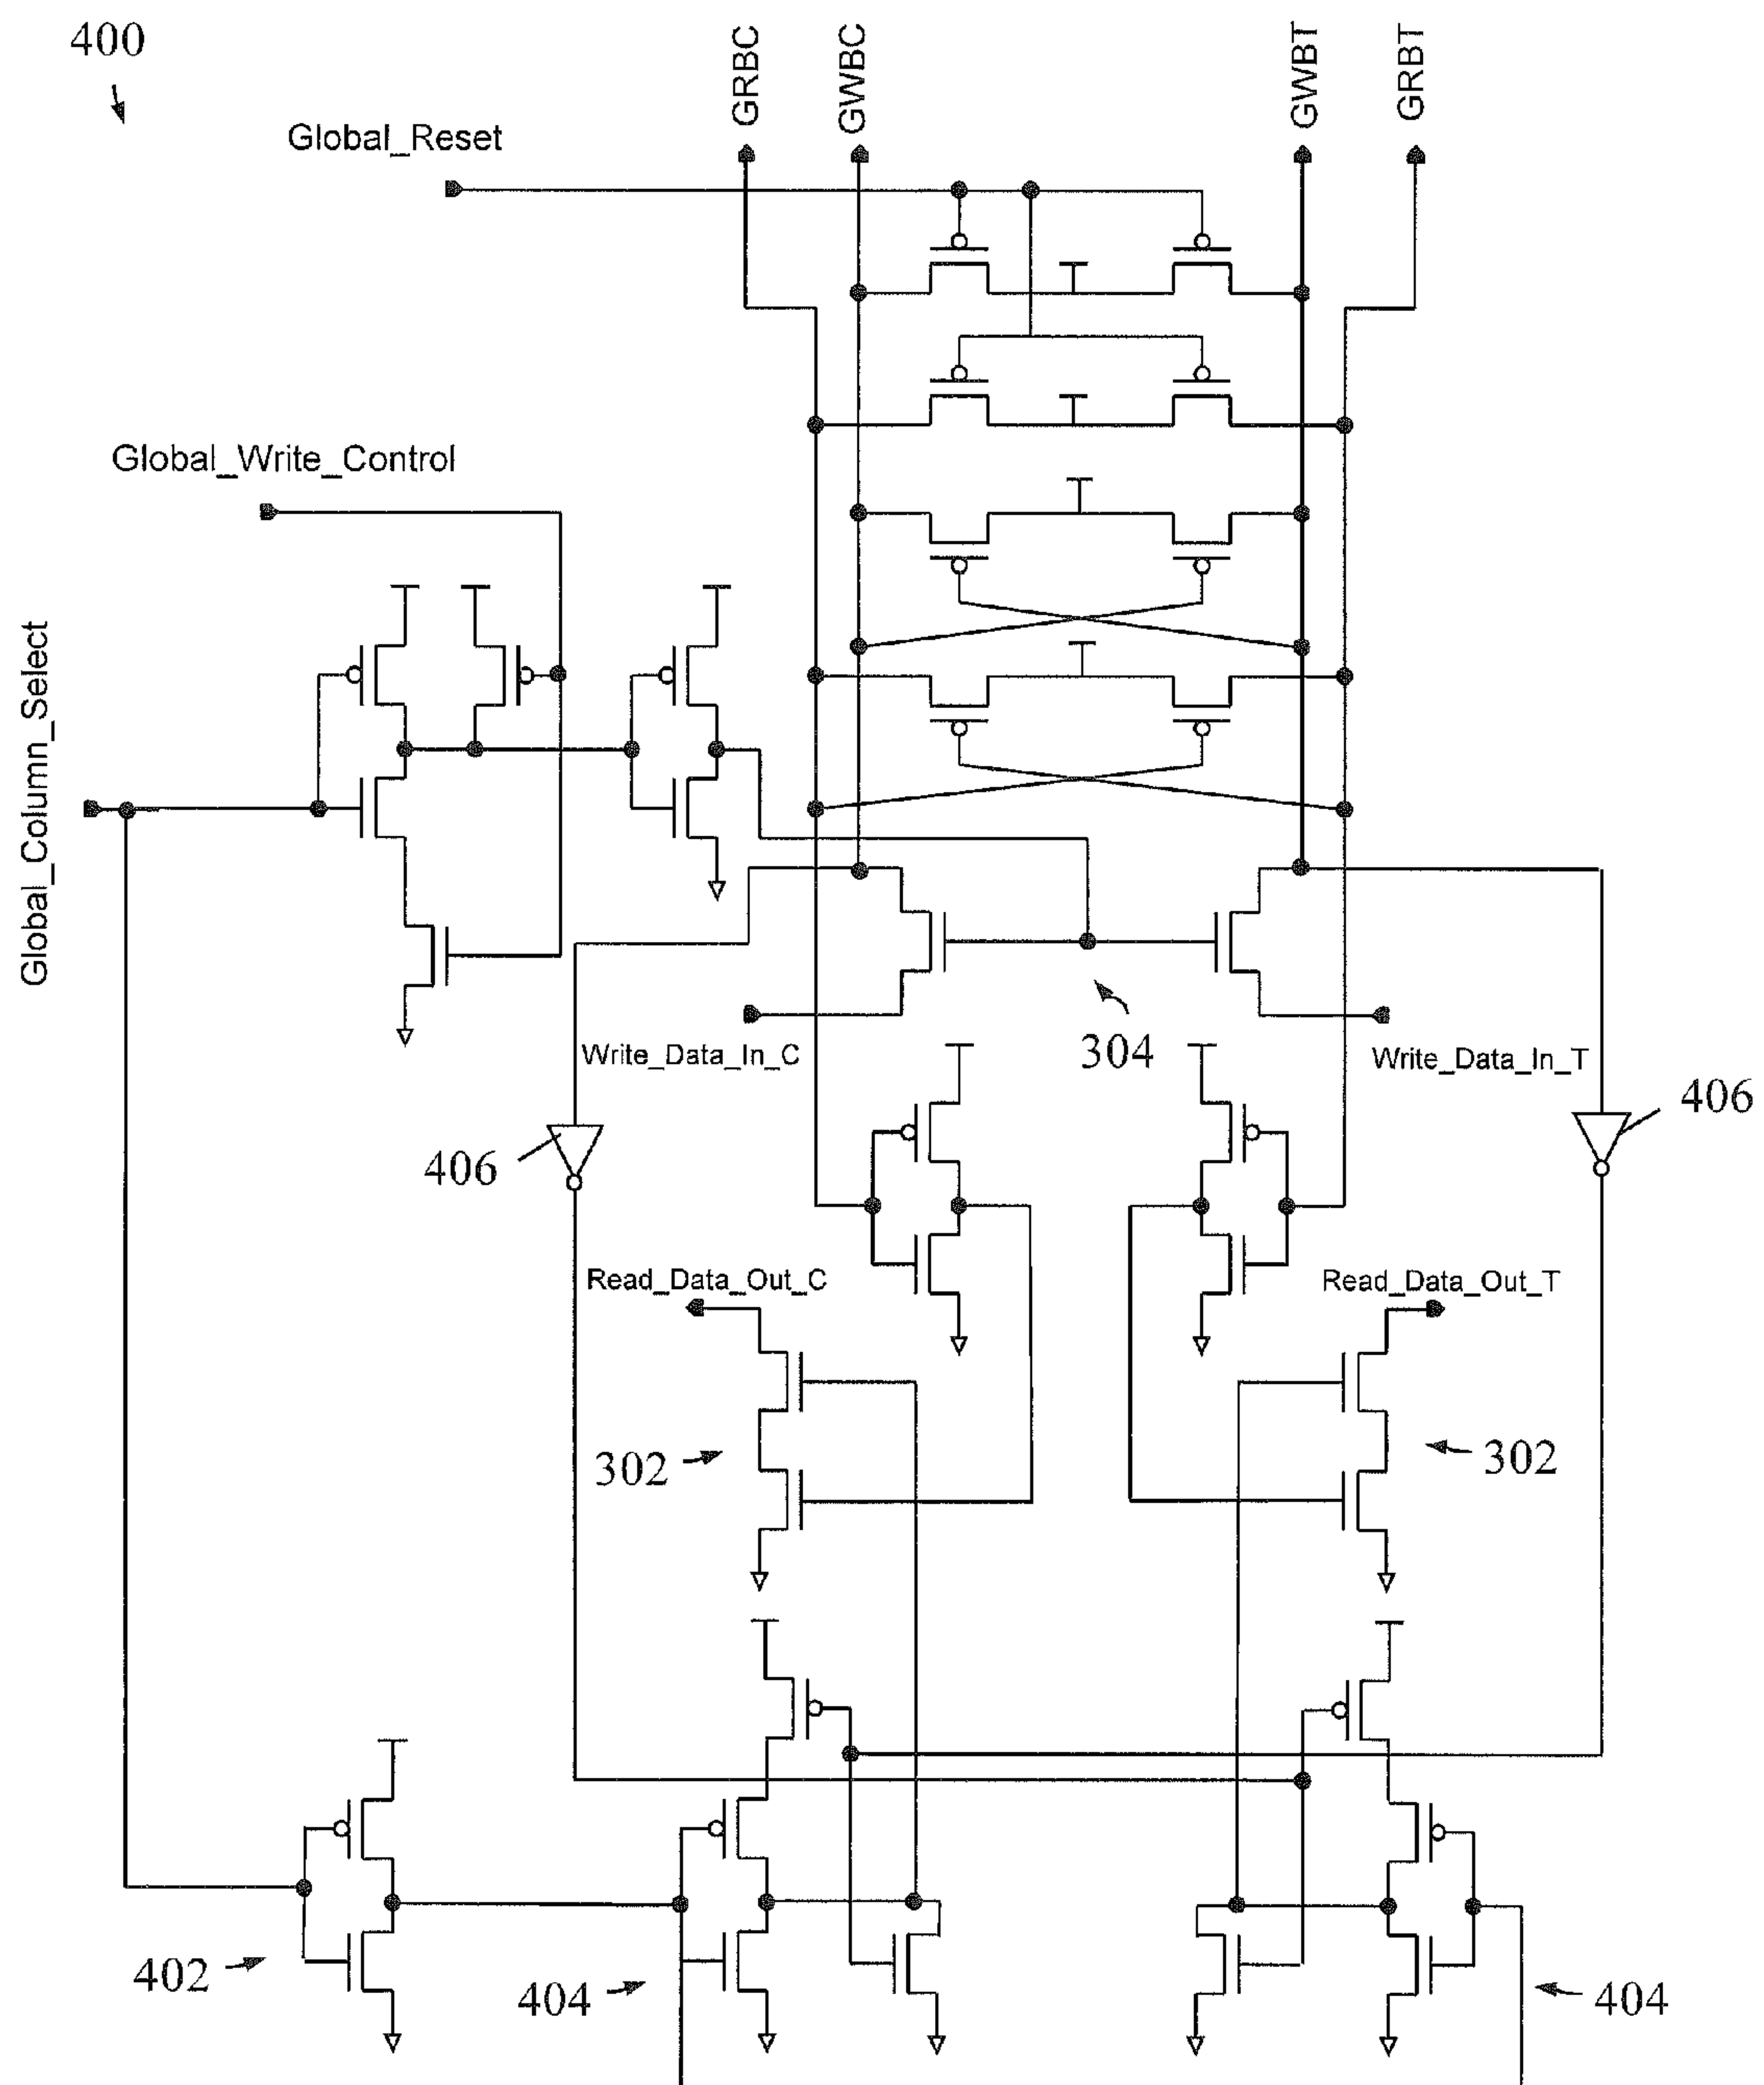 400
GRBC
GWBC
GWBT
GRBT
Global_Reset
Global_Write_Control
Global_Column_Select
304
Write_Data_In_C
Write_Data_In_T
406
406
Read_Data_Out_C
Read_Data_Out_T
302
302
402
404
404